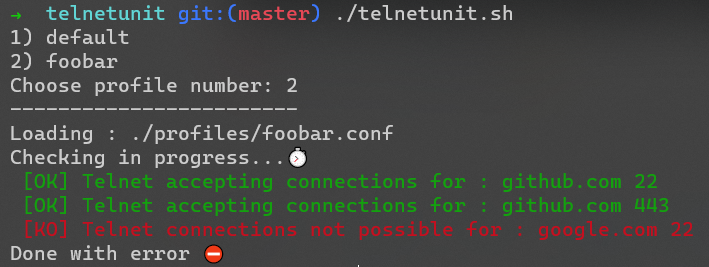 → telnetunit git:(master) ./telnetunit.sh
1) default
2) foobar
Choose profile number: 2
------------------------
Loading : ./profiles/foobar.conf
Checking in progress...⏱
[OK] Telnet accepting connections for : github.com 22
[OK] Telnet accepting connections for : github.com 443
[KO] Telnet connections not possible for : google.com 22
Done with error ⛔